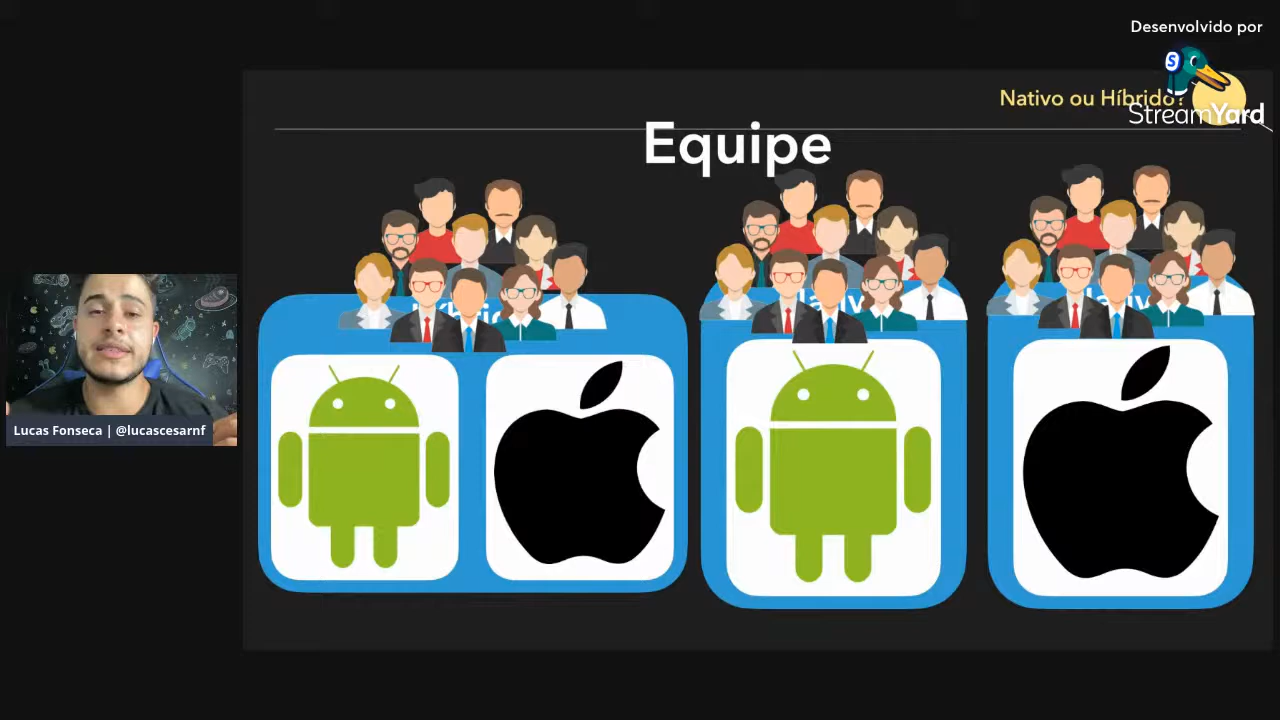 Desenvolvido por
StreamYard
Nativo ou Híbrido?
Equipe
Lucas Fonseca | @lucascesarnf